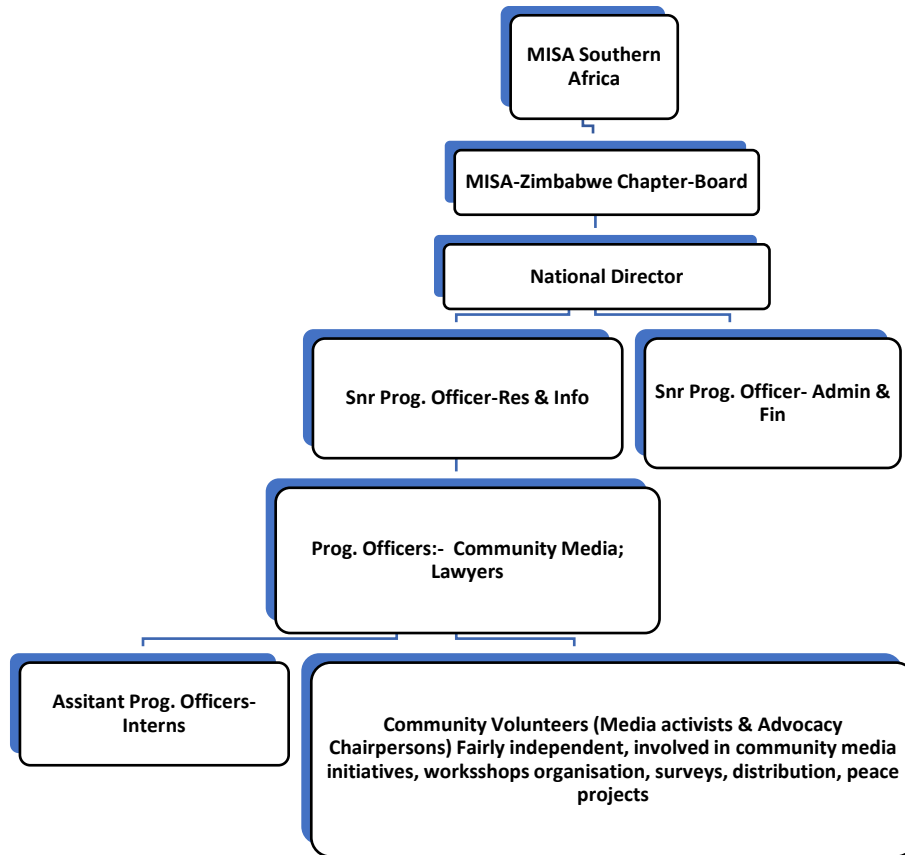 MISA Southern
Africa
MISA-Zimbabwe Chapter-Board
National Director
Snr Prog. Officer-Res & Info
Snr Prog. Officer- Admin &
Fin
Prog. Officers:-  Community Media;
Lawyers
Assitant Prog. Officers-
Interns
Community Volunteers (Media activists & Advocacy
Chairpersons) Fairly independent, involved in community media
initiatives, worksshops organisation, surveys, distribution, peace
projects